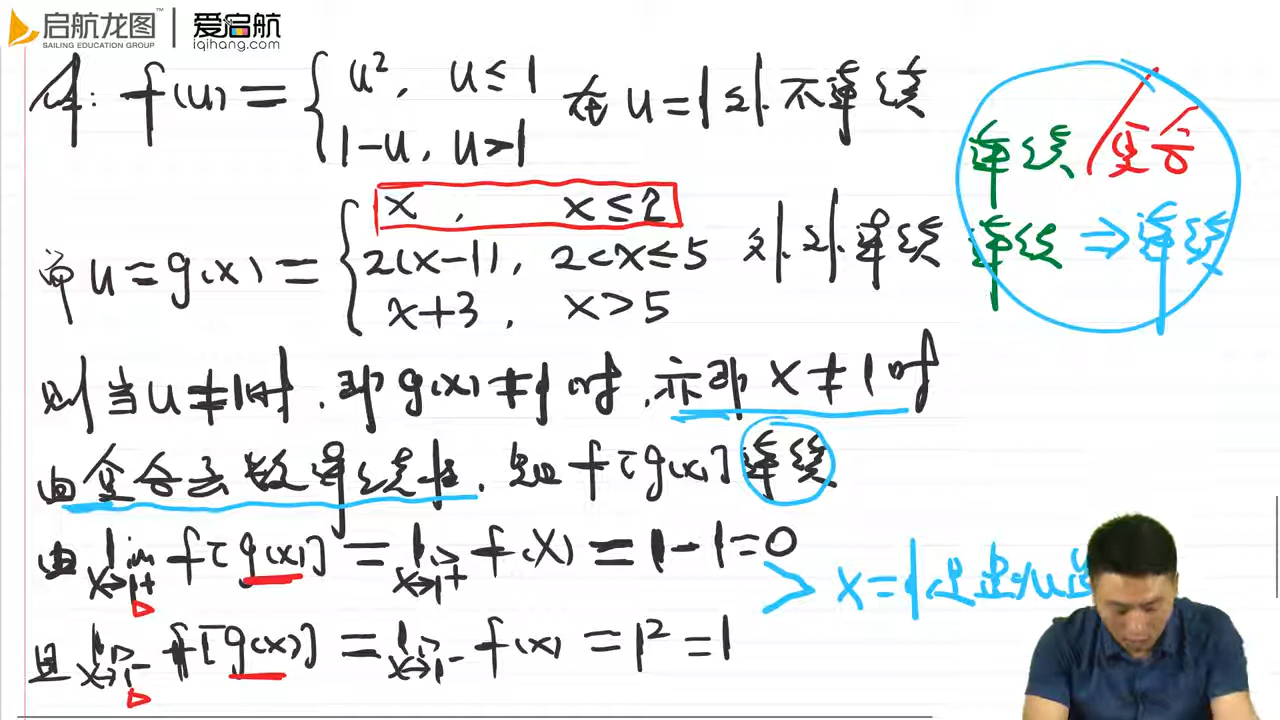 启航龙图 | 爱启航
SAILING EDUCATION GROUP iqihang.com
f(u) = { u², u≤1
1-u, u>1
在 u=1 处不连续
而 u=g(x) = { x, x≤2
2(x-1), 2<x≤5
x+3, x>5
处处连续
连续/复合
连续⇒连续
则当u≠1时,即g(x)≠1时,亦即x≠1时
由复合函数连续性,知f[g(x)]连续
由 lim x→1+ f[g(x)] = lim x→1+ f(x) = 1-1=0
且 lim x→1- f[g(x)] = lim x→1- f(x) = 1² = 1
> x=1是